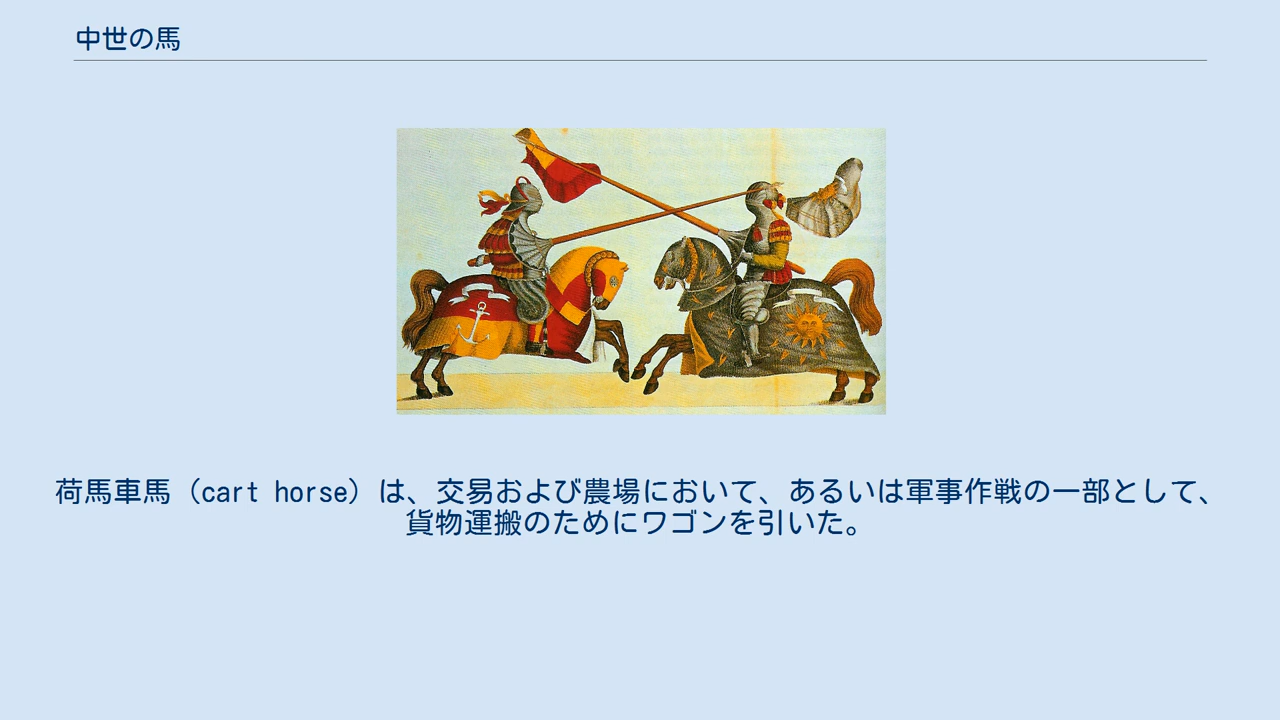 中世の馬
荷馬車馬（cart horse）は、交易および農場において、あるいは軍事作戦の一部として、
貨物運搬のためにワゴンを引いた。